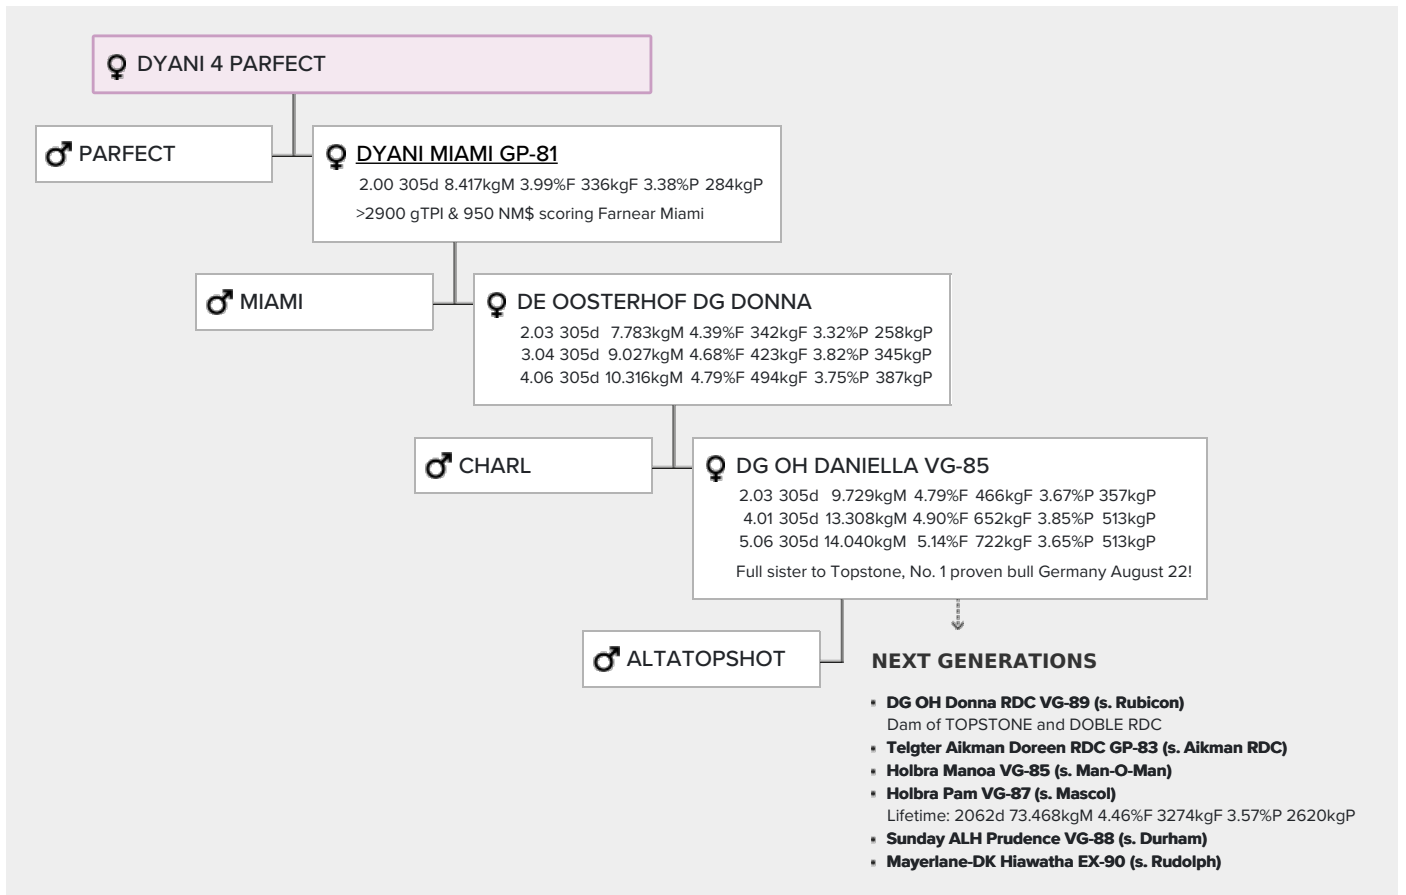 DYANI 4 PARFECT
PARFECT
DYANI MIAMI GP-81
2.00 305d 8.417kgM 3.99%F 336kgF 3.38%P 284kgP
>2900 gTPI & 950 NM$ scoring Farnear Miami
MIAMI
DE OOSTERHOF DG DONNA
2.03 305d 7.783kgM 4.39%F 342kgF 3.32%P 258kgP
3.04 305d 9.027kgM 4.68%F 423kgF 3.82%P 345kgP
4.06 305d 10.316kgM 4.79%F 494kgF 3.75%P 387kgP
CHARL
DG OH DANIELLA VG-85
2.03 305d 9.729kgM 4.79%F 466kgF 3.67%P 357kgP
4.01 305d 13.308kgM 4.90%F 652kgF 3.85%P 513kgP
5.06 305d 14.040kgM 5.14%F 722kgF 3.65%P 513kgP
Full sister to Topstone, No. 1 proven bull Germany August 22!
ALTATOPSHOT
NEXT GENERATIONS
DG OH Donna RDC VG-89 (s. Rubicon)
Dam of TOPSTONE and DOBLE RDC
Telgter Aikman Doreen RDC GP-83 (s. Aikman RDC)
Holbra Manoa VG-85 (s. Man-O-Man)
Holbra Pam VG-87 (s. Mascol)
Lifetime: 2062d 73.468kgM 4.46%F 3274kgF 3.57%P 2620kgP
Sunday ALH Prudence VG-88 (s. Durham)
Mayerlane-DK Hiawatha EX-90 (s. Rudolph)